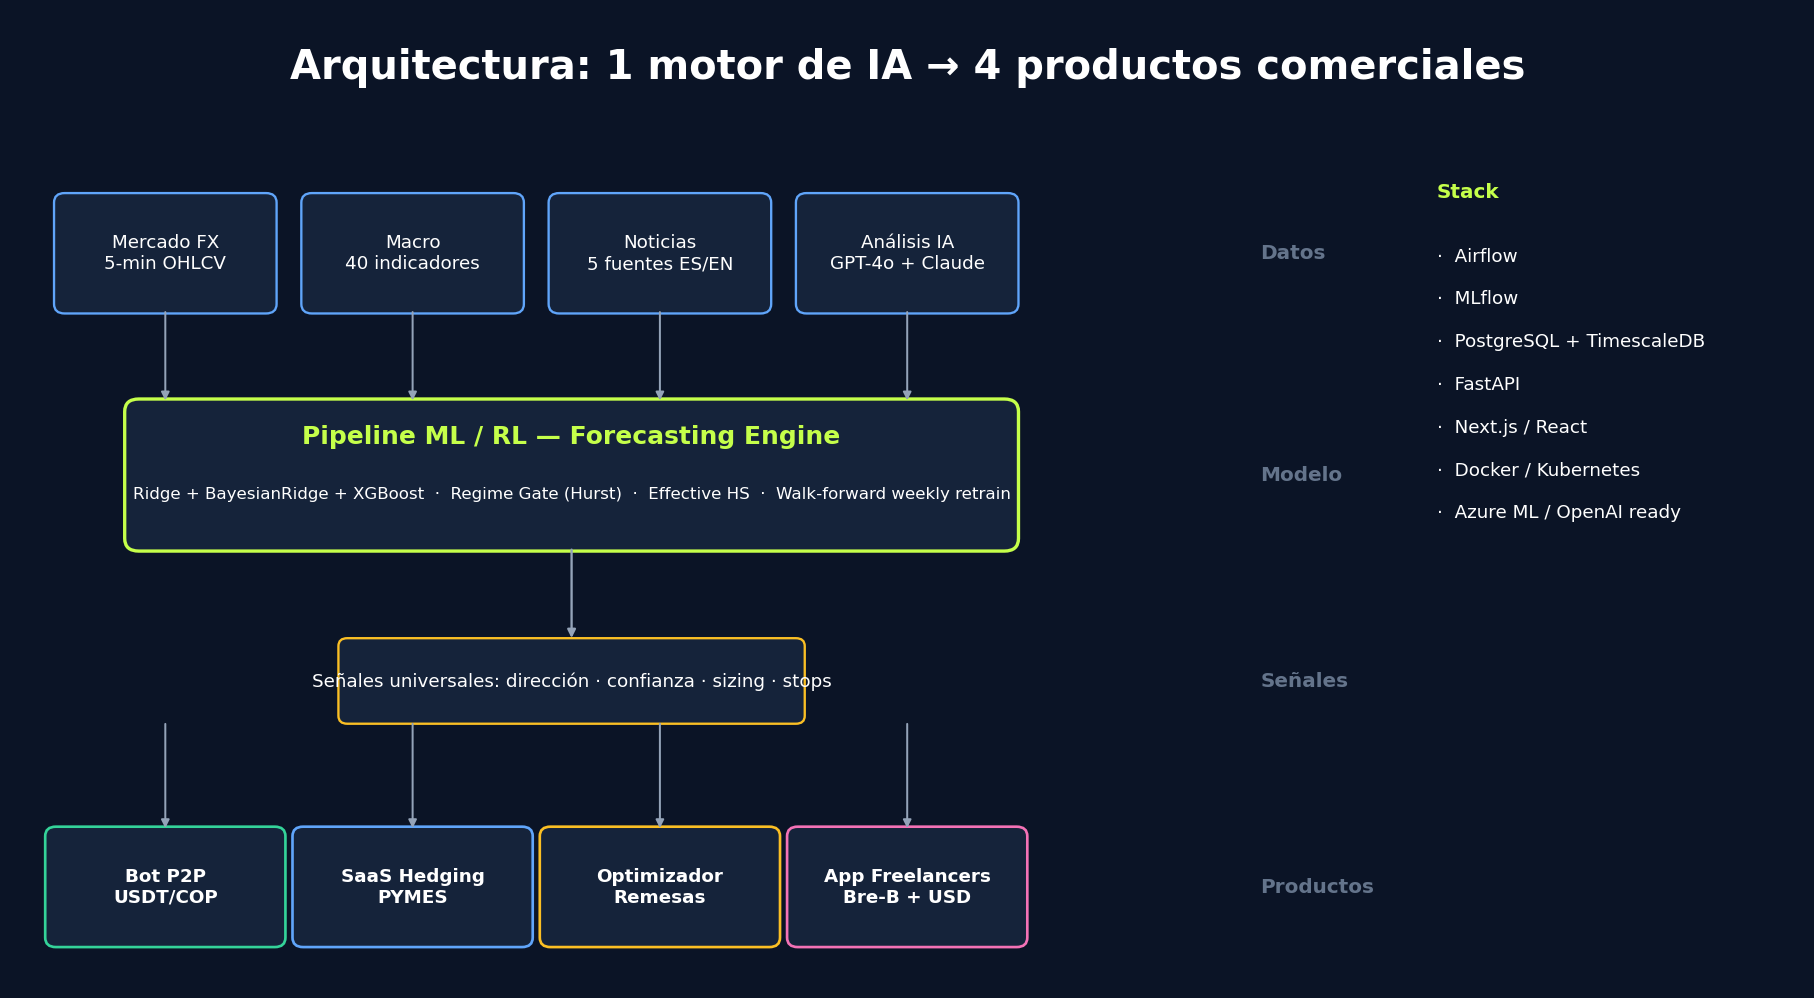 Arquitectura: 1 motor de IA → 4 productos comerciales
Mercado FX
5-min OHLCV
Macro
40 indicadores
Noticias
5 fuentes ES/EN
Análisis IA
GPT-4o + Claude
Datos
Pipeline ML / RL — Forecasting Engine
Ridge + BayesianRidge + XGBoost · Regime Gate (Hurst) · Effective HS · Walk-forward weekly retrain
Modelo
Señales universales: dirección · confianza · sizing · stops
Señales
Bot P2P
USDT/COP
SaaS Hedging
PYMES
Optimizador
Remesas
App Freelancers
Bre-B + USD
Productos
Stack
· Airflow
· MLflow
· PostgreSQL + TimescaleDB
· FastAPI
· Next.js / React
· Docker / Kubernetes
· Azure ML / OpenAI ready